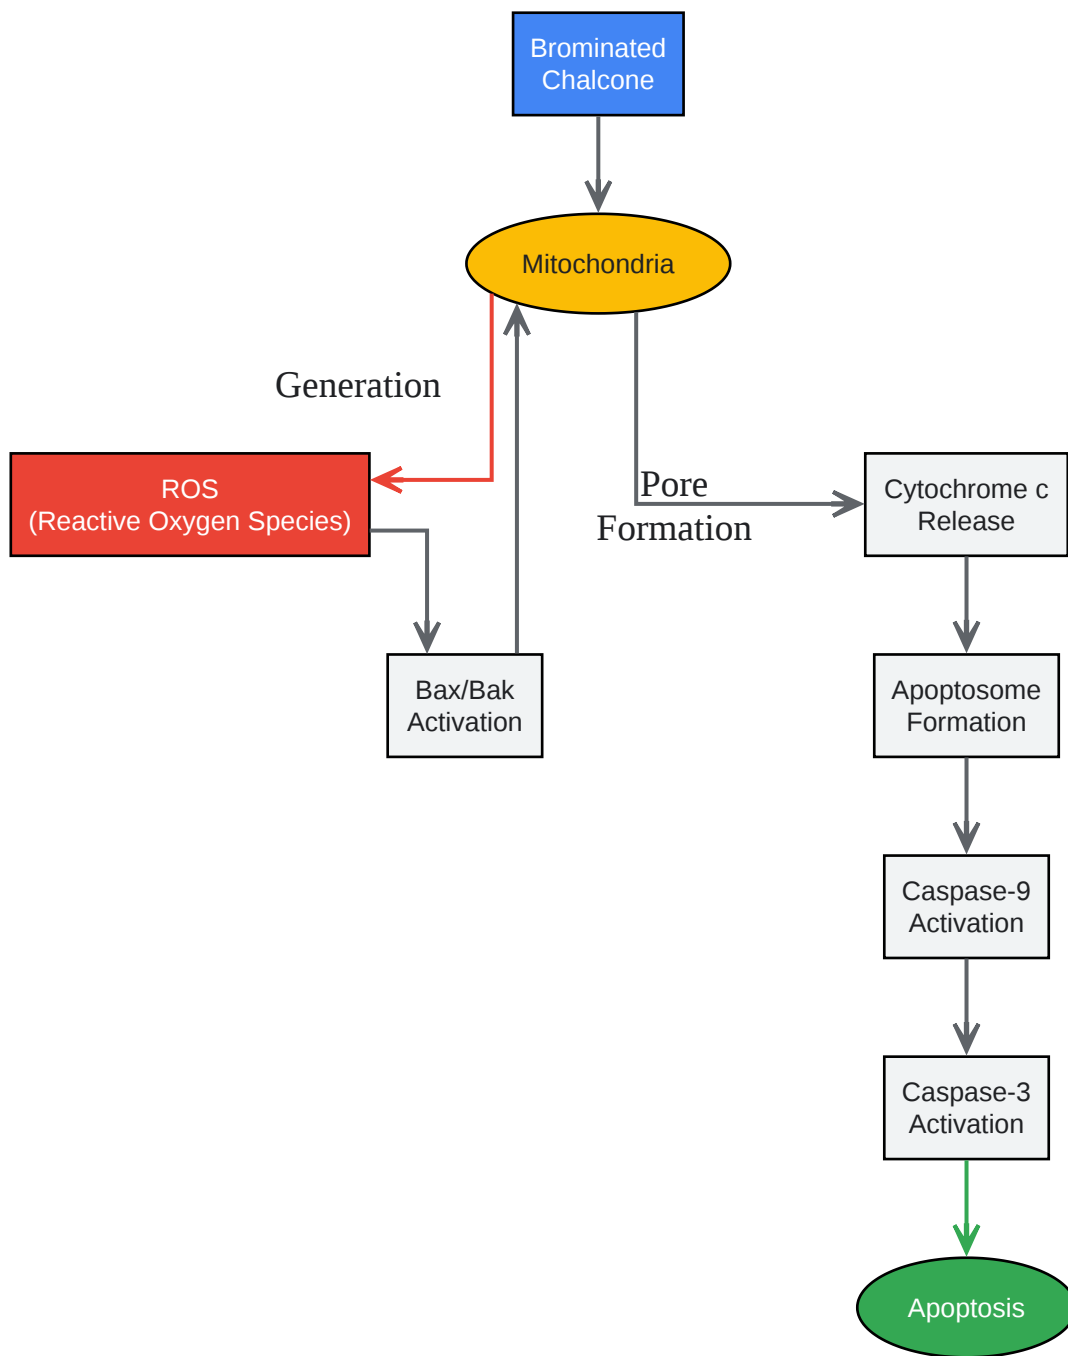 Brominated
Chalcone
Mitochondria
Generation
ROS
(Reactive Oxygen Species)
Pore
Formation
Cytochrome c
Release
Bax/Bak
Activation
Apoptosome
Formation
Caspase-9
Activation
Caspase-3
Activation
Apoptosis